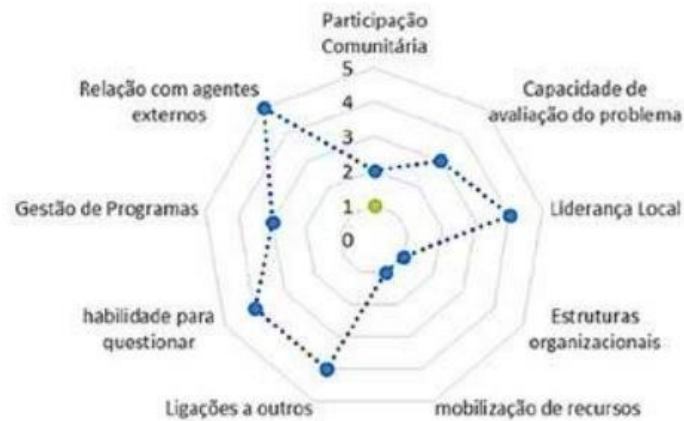 Participação
Comunitária
5
4
3
2
1
0
Capacidade de
avaliação do problema
Liderança Local
Estruturas
organizacionais
mobilização de recursos
Ligações a outros
habilidade para
questionar
Gestão de Programas
Relação com agentes
externos